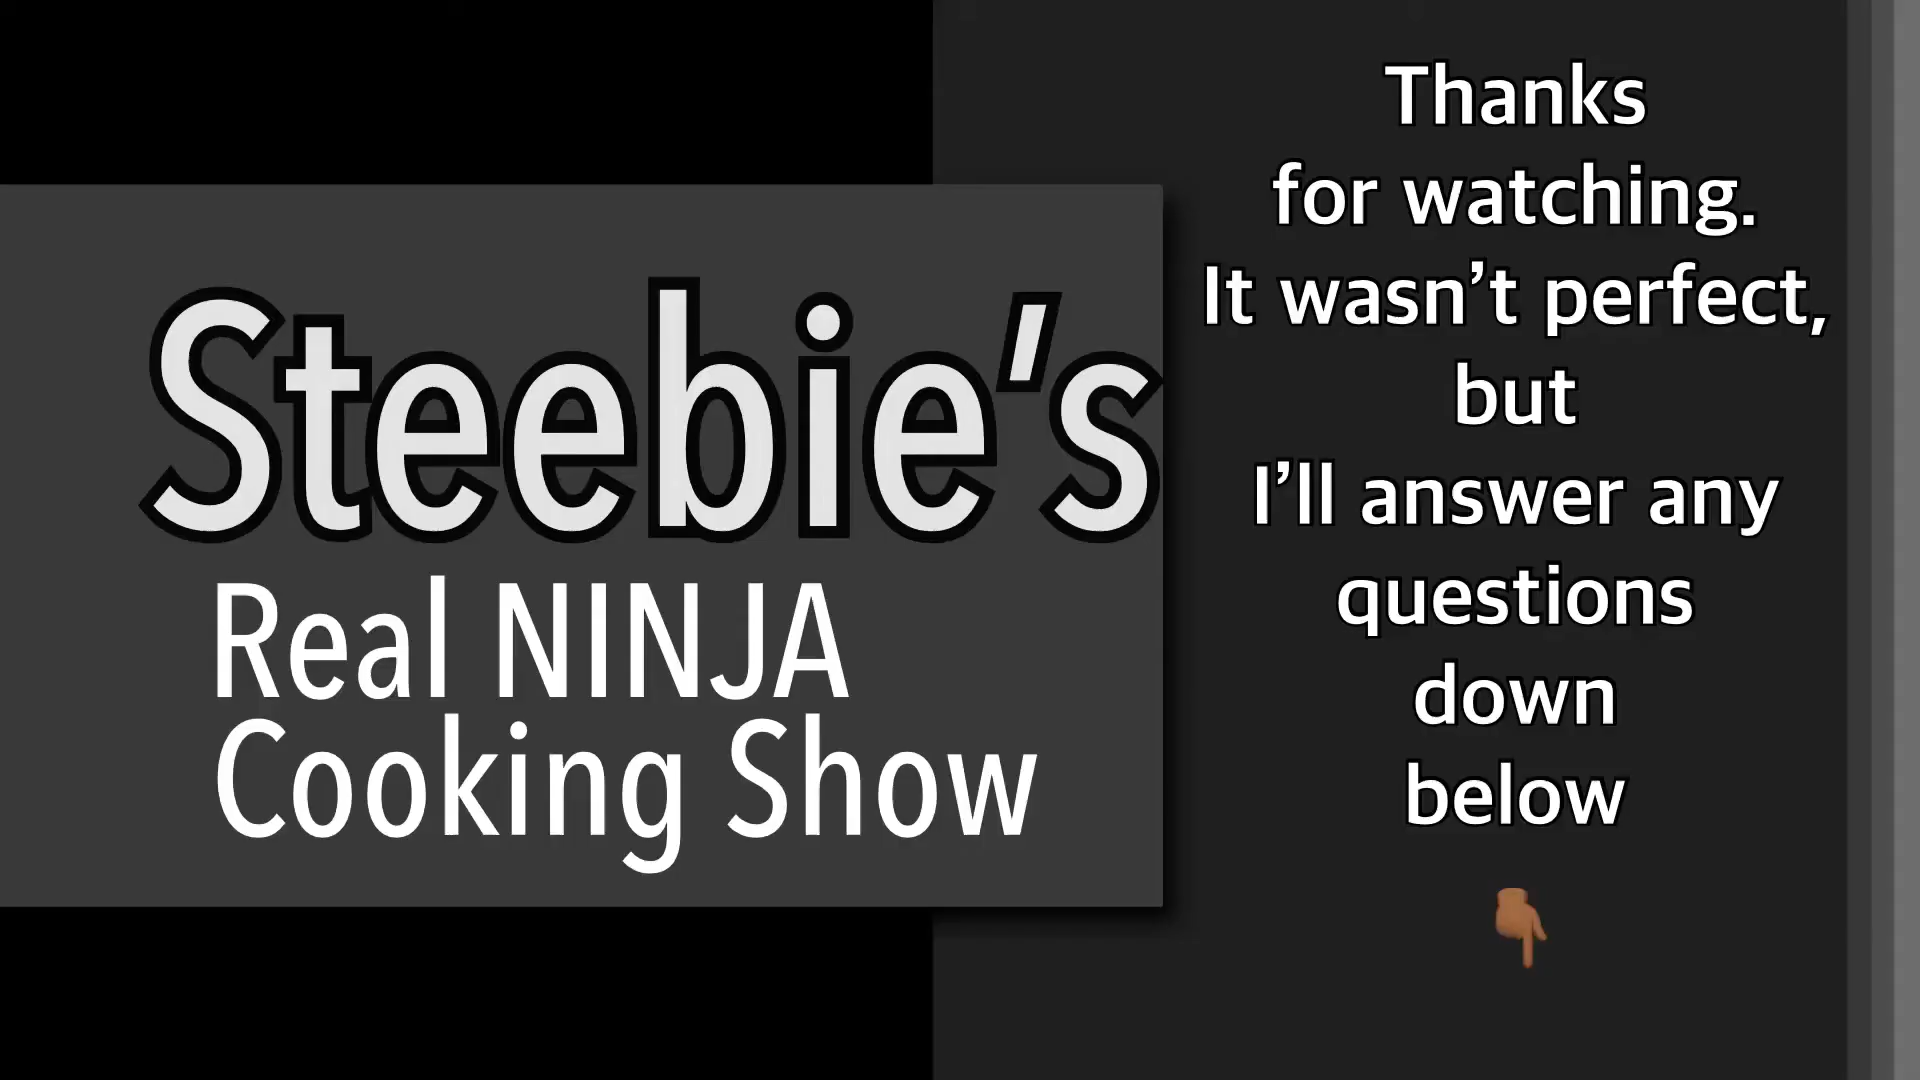 Steebie's
Real NINJA
Cooking Show
Thanks
for watching.
It wasn’t perfect,
but
I’ll answer any
questions
down
below